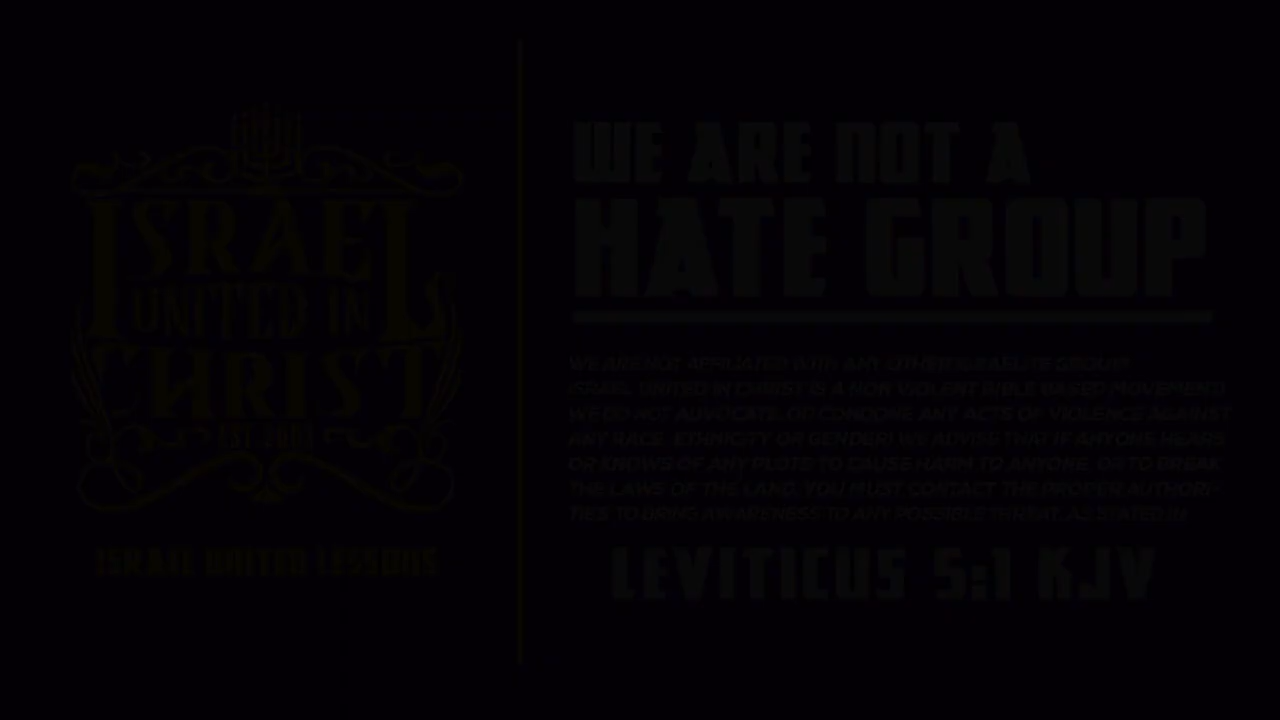 ISRAEL
UNITED IN
CHRIST
EST. 2003
ISRAEL UNITED LESSONS
WE ARE NOT A
HATE GROUP
WE ARE NOT AFFILIATED WITH ANY OTHER ISRAELITE GROUP!
ISRAEL UNITED IN CHRIST IS A NON VIOLENT BIBLE BASED MOVEMENT!
WE DO NOT ADVOCATE, OR CONDONE ANY ACTS OF VIOLENCE AGAINST
ANY RACE, ETHNICITY OR GENDER! WE ADVISE THAT IF ANYONE HEARS
OR KNOWS OF ANY PLOTS TO CAUSE HARM TO ANYONE, OR TO BREAK
THE LAWS OF THE LAND, YOU MUST CONTACT THE PROPER AUTHORI-
TIES TO BRING AWARENESS TO ANY POSSIBLE THREAT, AS STATED IN
LEVITICUS 5:1 KJV